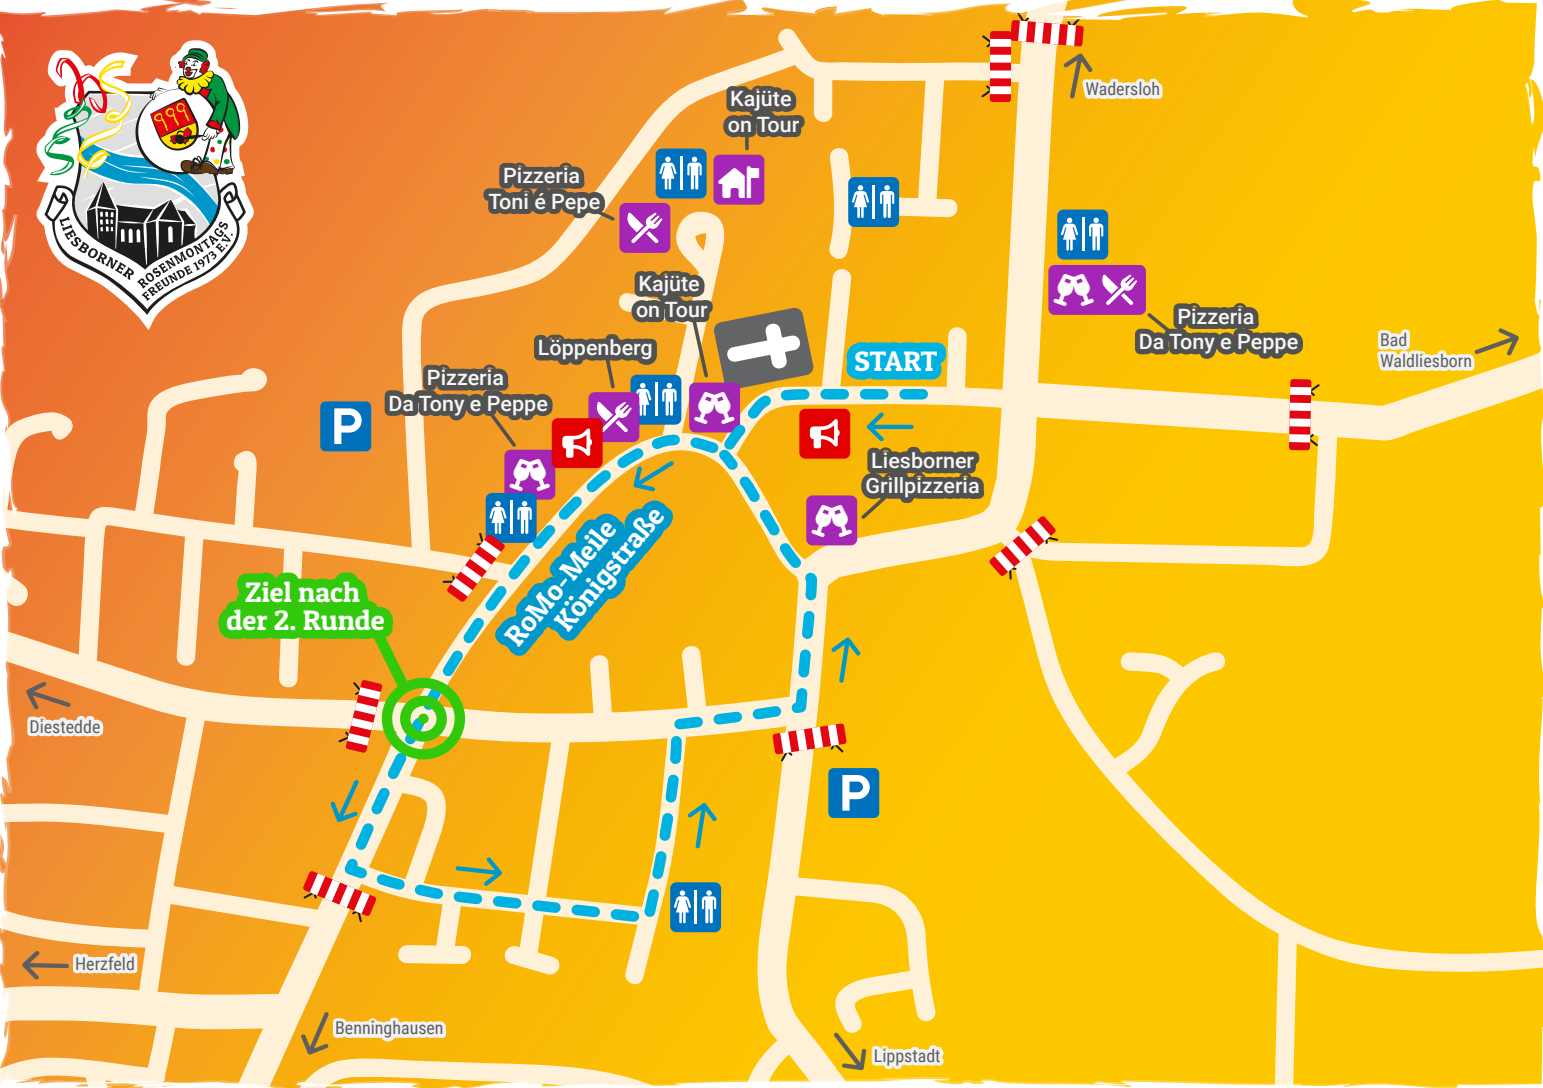 999
LIESBORNER
ROSENMONTAGS
FREUNDE 1973 E.V.
Wadersloh
Kajüte
on Tour
Pizzeria
Toni é Pepe
Kajüte
on Tour
Pizzeria
Da Tony e Peppe
Bad
Waldliesborn
Löppenberg
START
Pizzeria
Da Tony e Peppe
P
Liesborner
Grillpizzeria
RoMo-Meile
Königstraße
Ziel nach
der 2. Runde
Diestedde
P
Herzfeld
Benninghausen
Lippstadt